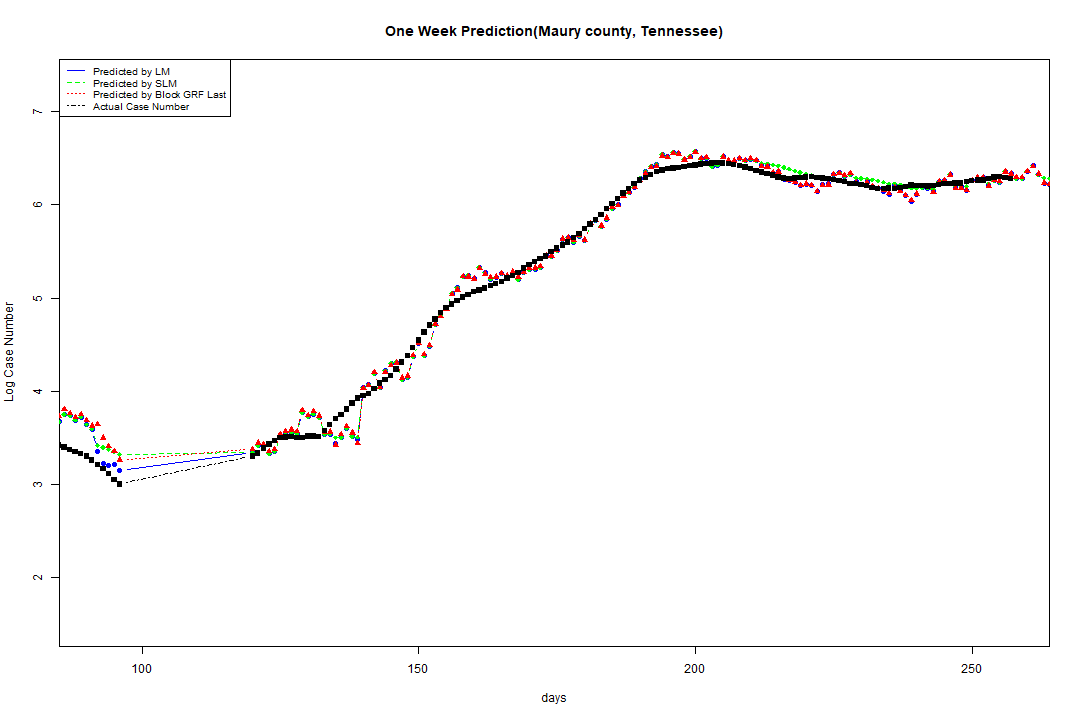 One Week Prediction(Maury county, Tennessee)
Predicted by LM
Predicted by SLM
Predicted by Block GRF Last
Actual Case Number
7
6
5
4
3
2
Log Case Number
100 150 200 250
days